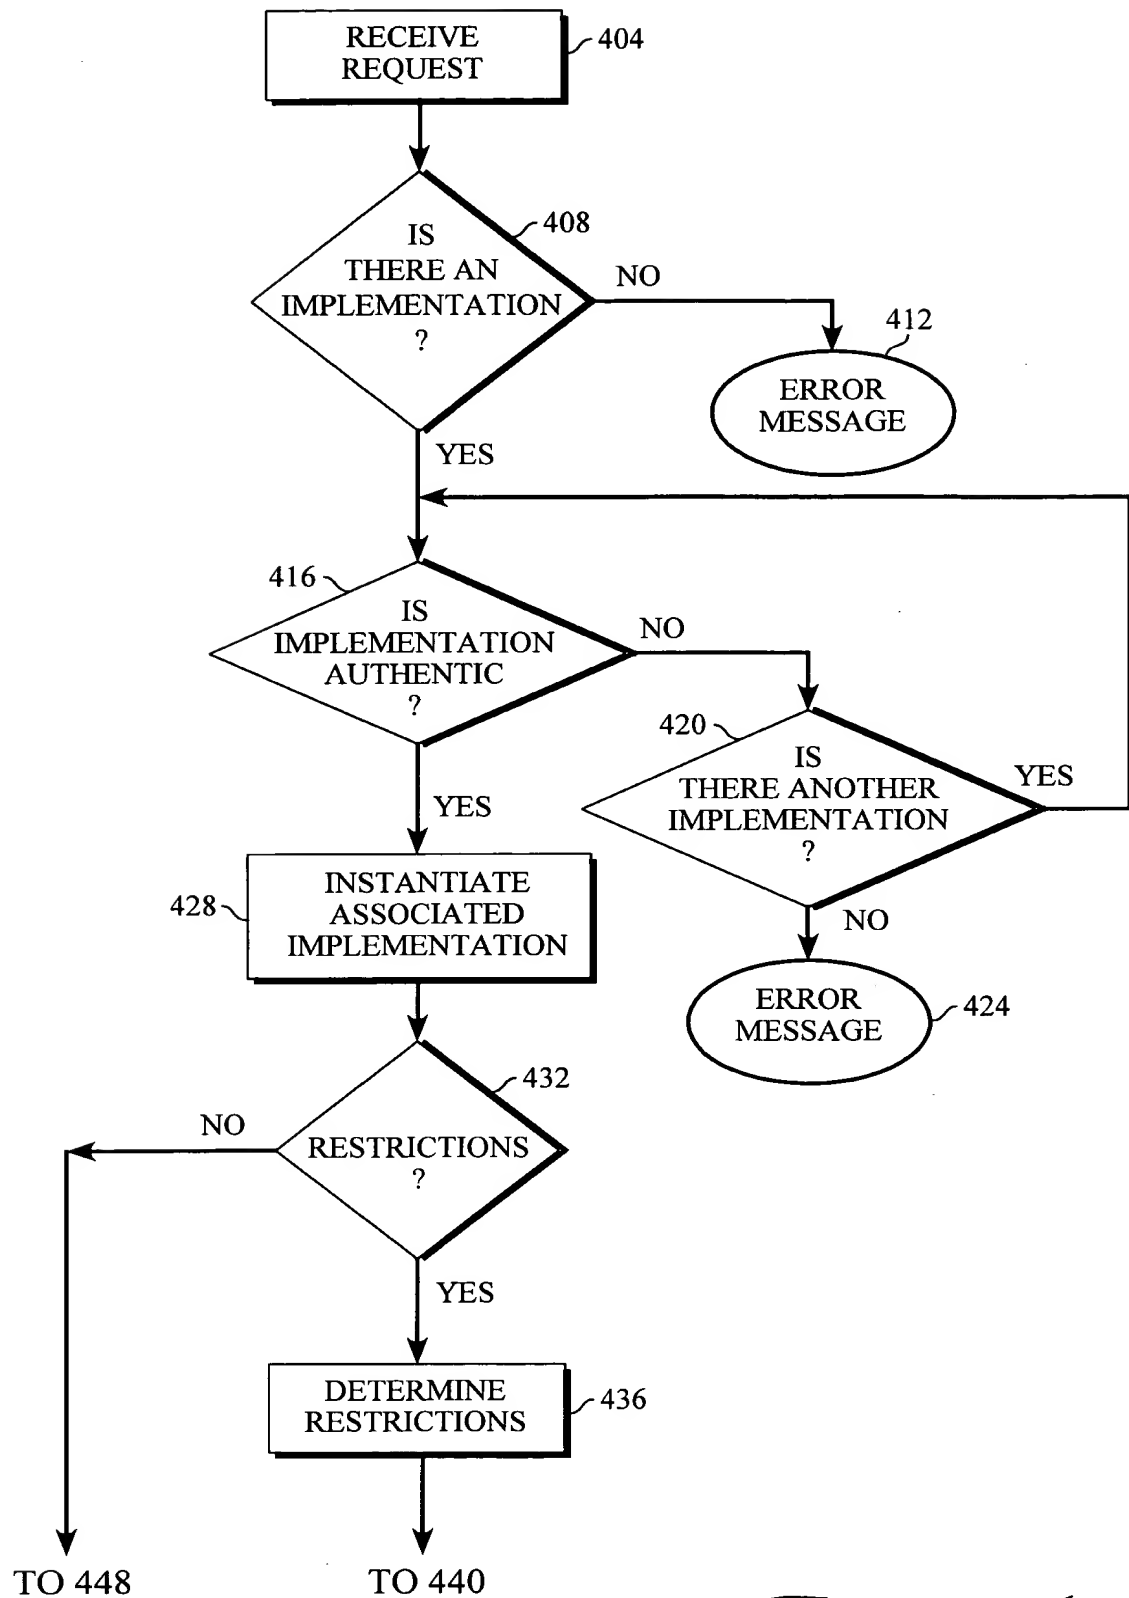 RECEIVE
REQUEST
404
IS
THERE AN
IMPLEMENTATION
?
408
NO
412
ERROR
MESSAGE
YES
416
IS
IMPLEMENTATION
AUTHENTIC
?
NO
420
IS
THERE ANOTHER
IMPLEMENTATION
?
YES
YES
NO
428
INSTANTIATE
ASSOCIATED
IMPLEMENTATION
ERROR
MESSAGE
424
432
NO
RESTRICTIONS
?
YES
DETERMINE
RESTRICTIONS
436
TO 448
TO 440